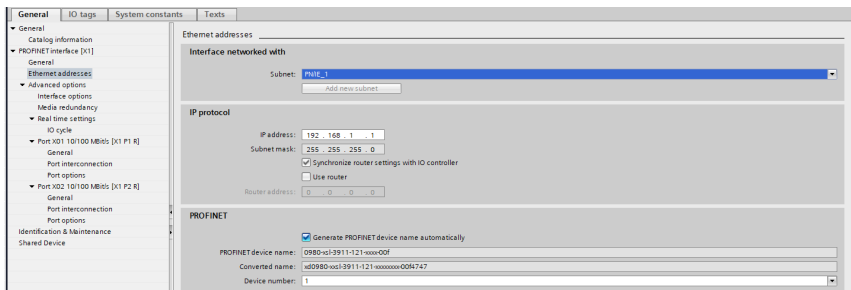 General IO tags System constants Texts
General
Catalog information
PROFINET interface [X1]
General
Ethernet addresses
Advanced options
Interface options
Media redundancy
Real time settings
IO cycle
Port X01 10/100 MBit/s [X1 P1 R]
General
Port interconnection
Port options
Port X02 10/100 MBit/s [X1 P2 R]
General
Port interconnection
Port options
Identification & Maintenance
Shared Device
Ethernet addresses
Interface networked with
Subnet: PN/IE_1
Add new subnet
IP protocol
IP address: 192 . 168 . 1 . 1
Subnet mask: 255 . 255 . 255 . 0
Synchronize router settings with IO controller
Use router
Router address: 0 . 0 . 0 . 0
PROFINET
Generate PROFINET device name automatically
PROFINET device name: 0980-xsl-3911-121-xxxx-00f
Converted name: xd0980-xxsl-3911-121-xxxxxxxx-00f4747
Device number: 1